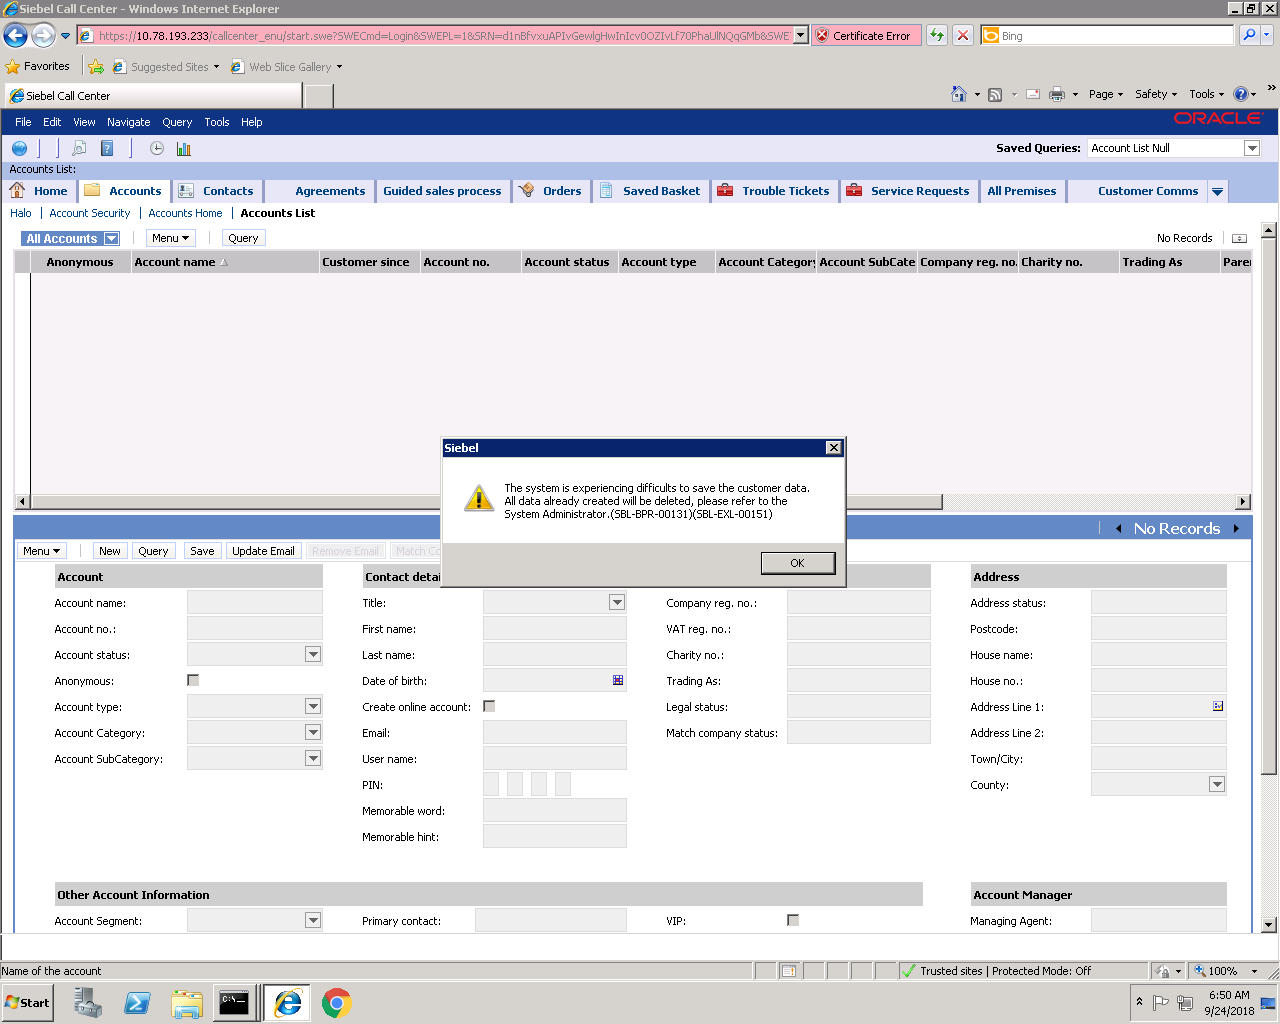 Siebel Call Center - Windows Internet Explorer
https://10.78.193.233/callcenter_enu/start.swe?SWECmd=Login&SWEPL=1&SRN=
Certificate Error
Bing
Favorites
Suggested Sites
Web Slice Gallery
Siebel Call Center
Page
Safety
Tools
»
File Edit View Navigate Query Tools Help
ORACLE
Saved Queries:
Account List Null
Accounts List:
Home
Accounts
Contacts
Agreements
Guided sales process
Orders
Saved Basket
Trouble Tickets
Service Requests
All Premises
Customer Comms
Halo | Account Security | Accounts Home | Accounts List
All Accounts
Menu
Query
No Records
Anonymous
Account name
Customer since
Account no.
Account status
Account type
Account Category
Account SubCate
Company reg. no.
Charity no.
Trading As
Pare
Siebel
The system is experiencing difficults to save the customer data.
All data already created will be deleted, please refer to the
System Administrator.(SBL-BPR-00131)(SBL-EXL-00151)
OK
No Records
Menu
New
Query
Save
Update Email
Remove Email
Match Co
Account
Account name:
Account no.:
Account status:
Anonymous:
Account type:
Account Category:
Account SubCategory:
Contact detai
Title:
First name:
Last name:
Date of birth:
Create online account:
Email:
User name:
PIN:
Memorable word:
Memorable hint:
Company reg. no.:
VAT reg. no.:
Charity no.:
Trading As:
Legal status:
Match company status:
Address
Address status:
Postcode:
House name:
House no.:
Address Line 1:
Address Line 2:
Town/City:
County:
Other Account Information
Account Segment:
Primary contact:
VIP:
Account Manager
Managing Agent:
Name of the account
Trusted sites | Protected Mode: Off
100%
Start
C:\.
6:50 AM
9/24/2018